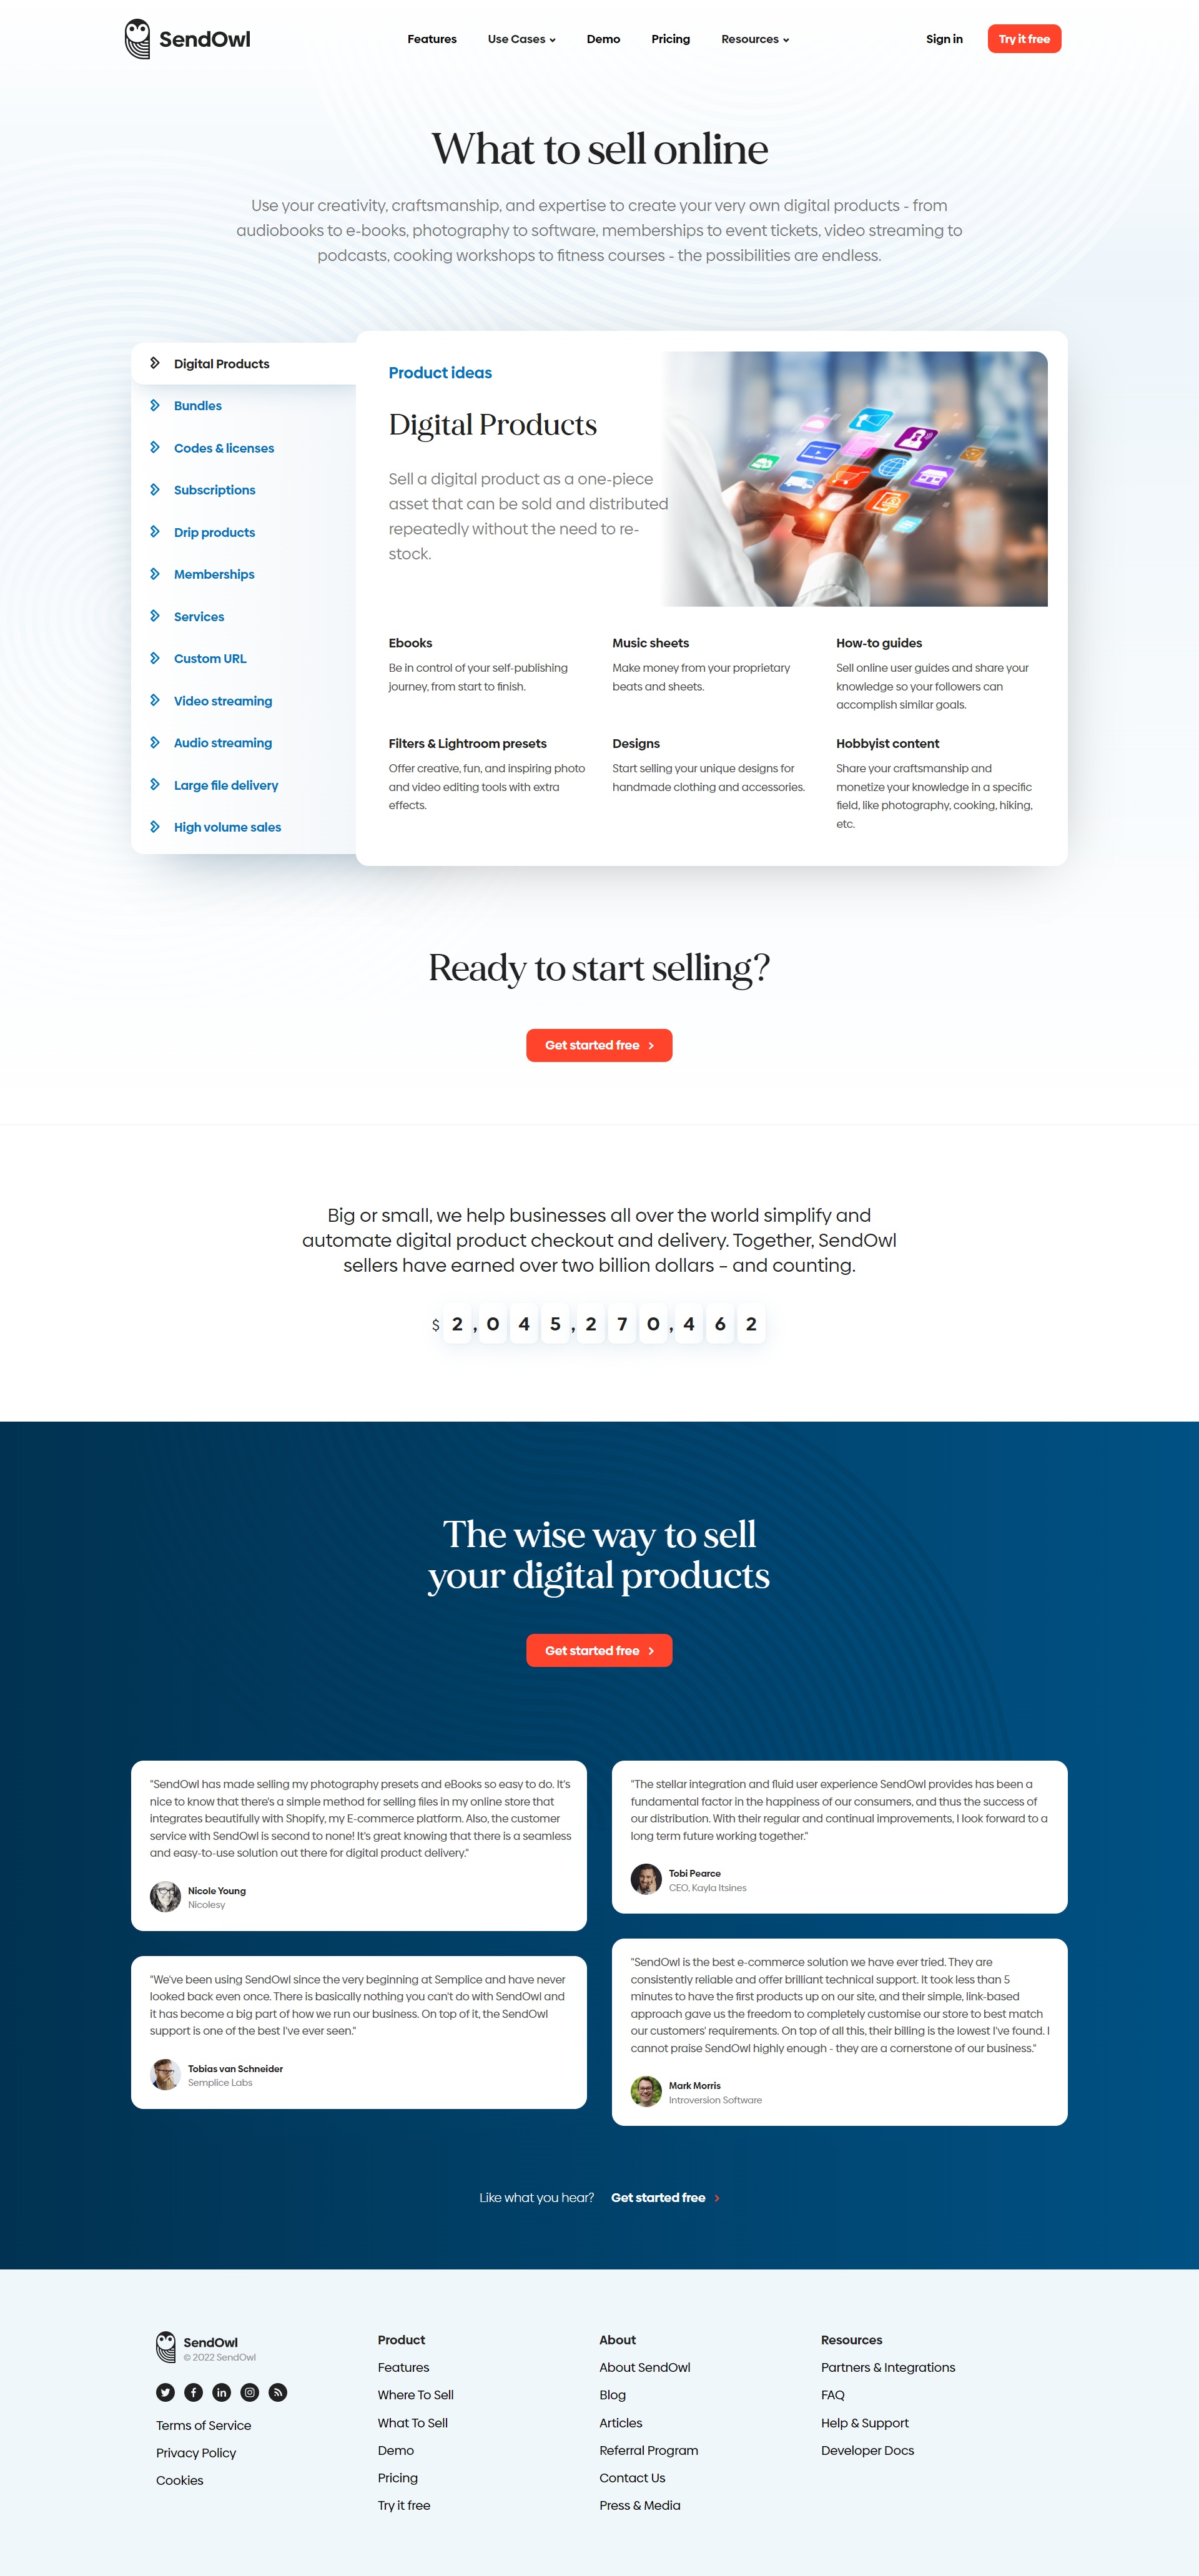 SendOwl
Features
Use Cases
Demo
Pricing
Resources
Sign in
Try it free
What to sell online
Use your creativity, craftsmanship, and expertise to create your very own digital products - from
audiobooks to e-books, photography to software, memberships to event tickets, video streaming to
podcasts, cooking workshops to fitness courses - the possibilities are endless.
Digital Products
Bundles
Codes & licenses
Subscriptions
Drip products
Memberships
Services
Custom URL
Video streaming
Audio streaming
Large file delivery
High volume sales
Product ideas
Digital Products
Sell a digital product as a one-piece
asset that can be sold and distributed
repeatedly without the need to re-
stock.
Ebooks
Be in control of your self-publishing
journey, from start to finish.
Music sheets
Make money from your proprietary
beats and sheets.
How-to guides
Sell online user guides and share your
knowledge so your followers can
accomplish similar goals.
Filters & Lightroom presets
Offer creative, fun, and inspiring photo
and video editing tools with extra
effects.
Designs
Start selling your unique designs for
handmade clothing and accessories.
Hobbyist content
Share your craftsmanship and
monetize your knowledge in a specific
field, like photography, cooking, hiking,
etc.
Ready to start selling?
Get started free
Big or small, we help businesses all over the world simplify and
automate digital product checkout and delivery. Together, SendOwl
sellers have earned over two billion dollars – and counting.
$ 2,045,270,462
The wise way to sell
your digital products
Get started free
"SendOwl has made selling my photography presets and eBooks so easy to do. It's
nice to know that there's a simple method for selling files in my online store that
integrates beautifully with Shopify, my E-commerce platform. Also, the customer
service with SendOwl is second to none! It's great knowing that there is a seamless
and easy-to-use solution out there for digital product delivery."
Nicole Young
Nicolesy
"We've been using SendOwl since the very beginning at Semplice and have never
looked back even once. There is basically nothing you can't do with SendOwl and
it has become a big part of how we run our business. On top of it, the SendOwl
support is one of the best I've ever seen."
Tobias van Schneider
Semplice Labs
"The stellar integration and fluid user experience SendOwl provides has been a
fundamental factor in the happiness of our consumers, and thus the success of
our distribution. With their regular and continual improvements, I look forward to a
long term future working together."
Tobi Pearce
CEO, Kayla Itsines
"SendOwl is the best e-commerce solution we have ever tried. They are
consistently reliable and offer brilliant technical support. It took less than 5
minutes to have the first products up on our site, and their simple, link-based
approach gave us the freedom to completely customise our store to best match
our customers' requirements. On top of all this, their billing is the lowest I've found. I
cannot praise SendOwl highly enough - they are a cornerstone of our business."
Mark Morris
Introversion Software
Like what you hear? Get started free
SendOwl
© 2022 SendOwl
Terms of Service
Privacy Policy
Cookies
Product
Features
Where To Sell
What To Sell
Demo
Pricing
Try it free
About
About SendOwl
Blog
Articles
Referral Program
Contact Us
Press & Media
Resources
Partners & Integrations
FAQ
Help & Support
Developer Docs